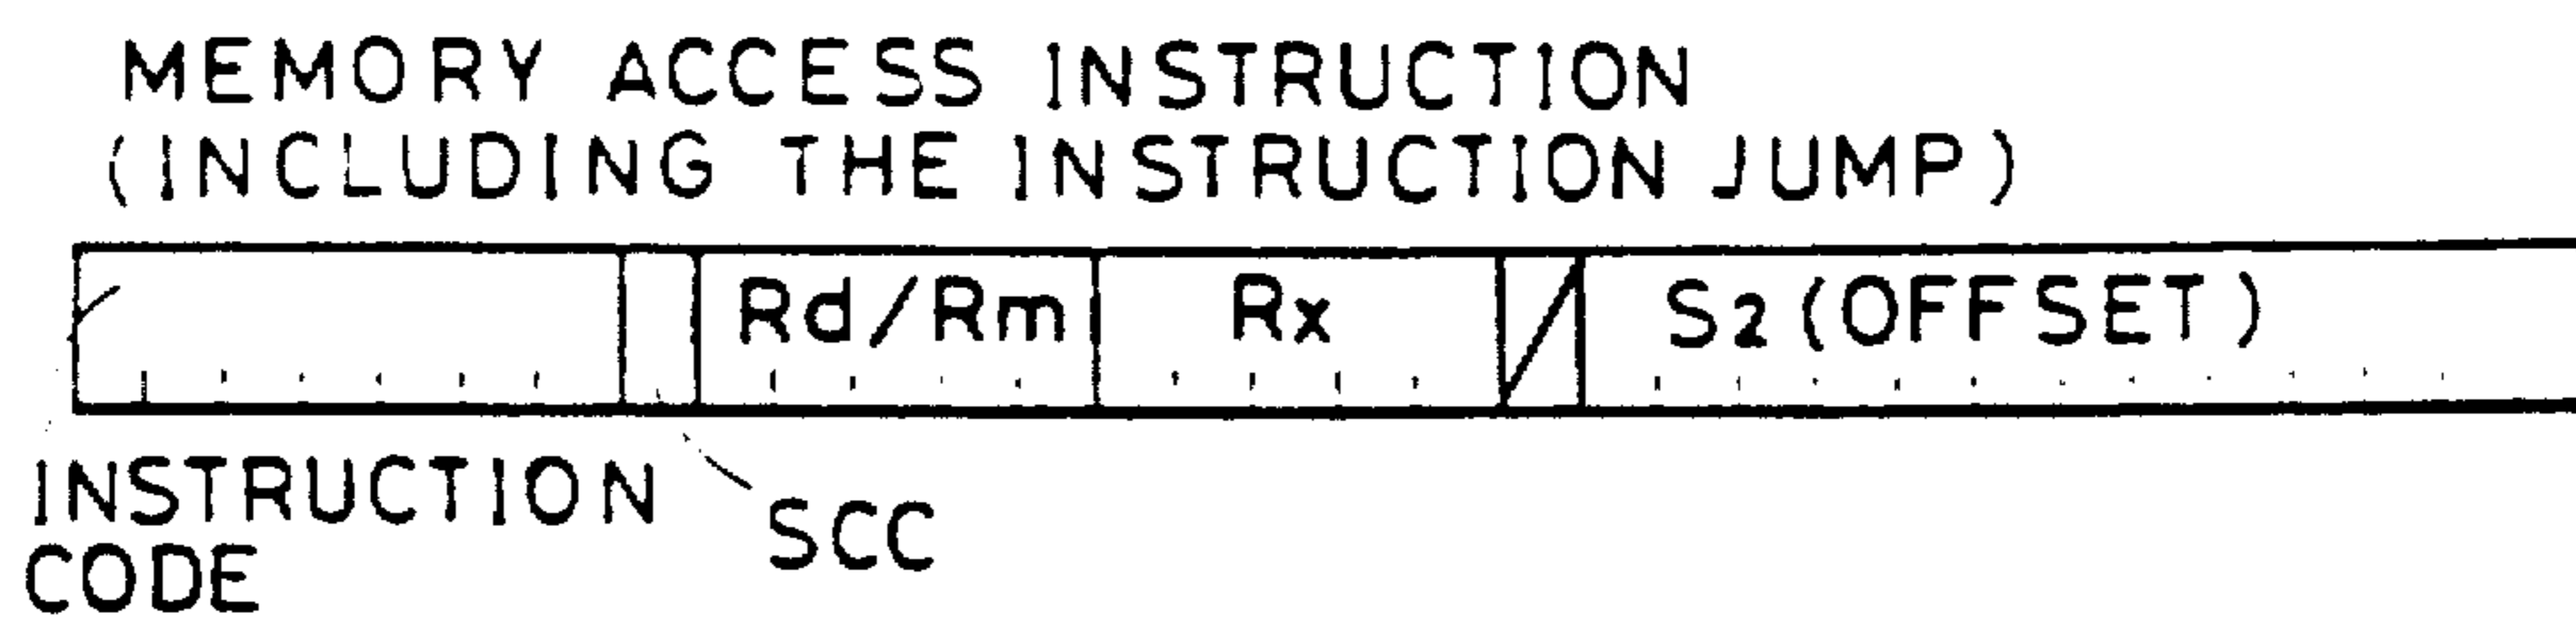 MEMORY ACCESS INSTRUCTION
(INCLUDING THE INSTRUCTION JUMP)
Rd/Rm Rx S2(OFFSET)
INSTRUCTION
CODE
SCC